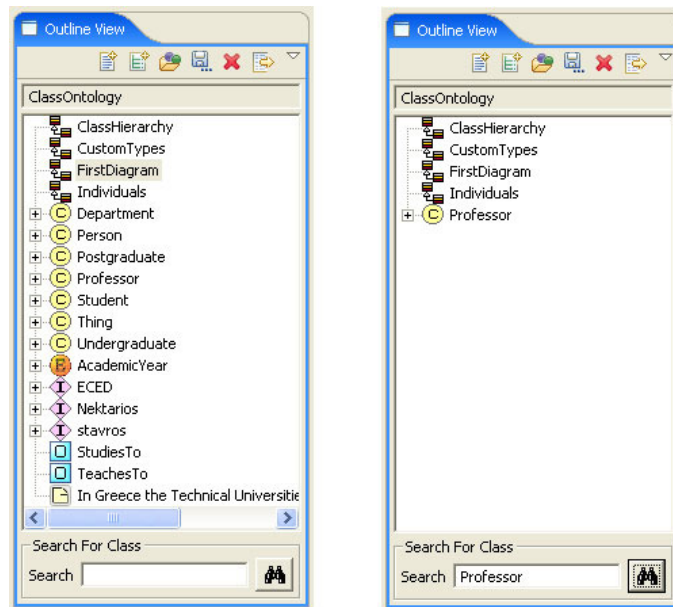 Outline View
ClassOntology
ClassHierarchy
CustomTypes
FirstDiagram
Individuals
C Department
C Person
C Postgraduate
C Professor
C Student
C Thing
C Undergraduate
E AcademicYear
I ECED
I Nektarios
I stavros
O StudiesTo
O TeachesTo
In Greece the Technical Universitie
Search For Class
Search
Outline View
ClassOntology
ClassHierarchy
CustomTypes
FirstDiagram
Individuals
C Professor
Search For Class
Search Professor